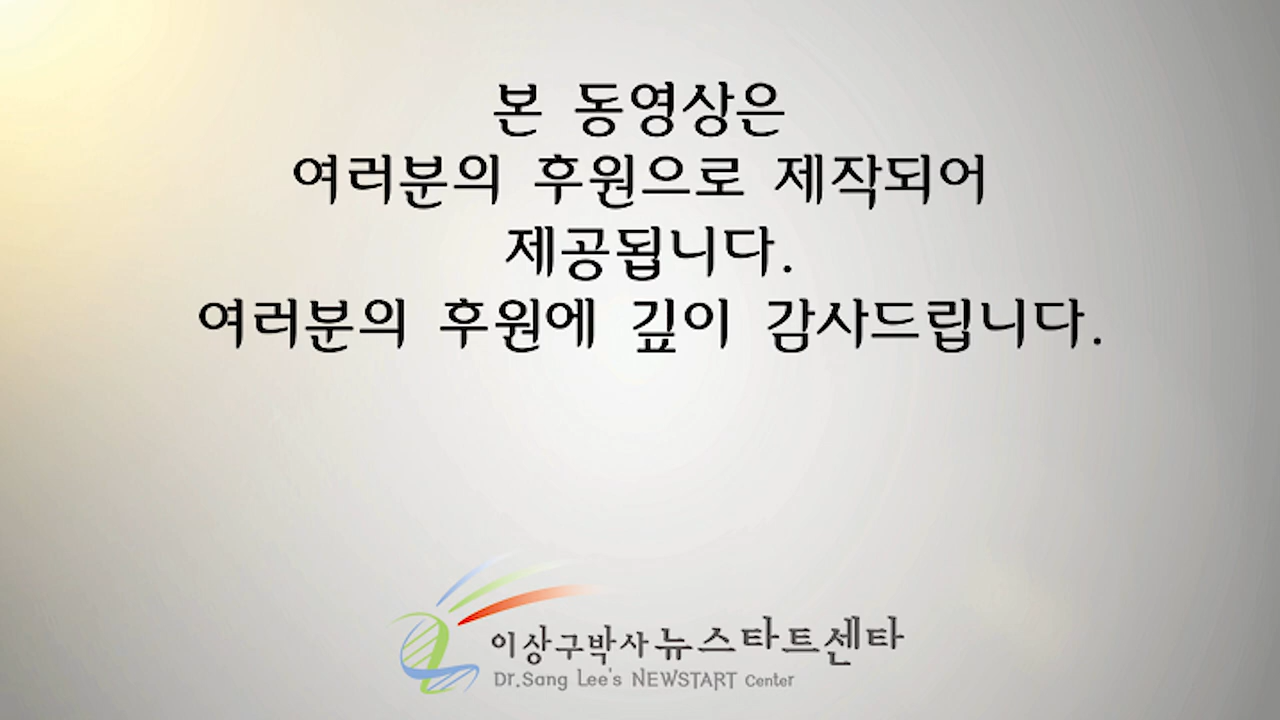 본 동영상은
여러분의 후원으로 제작되어
제공됩니다.
여러분의 후원에 깊이 감사드립니다.
이상구박사 뉴스타트센타
Dr.Sang Lee's NEWSTART Center